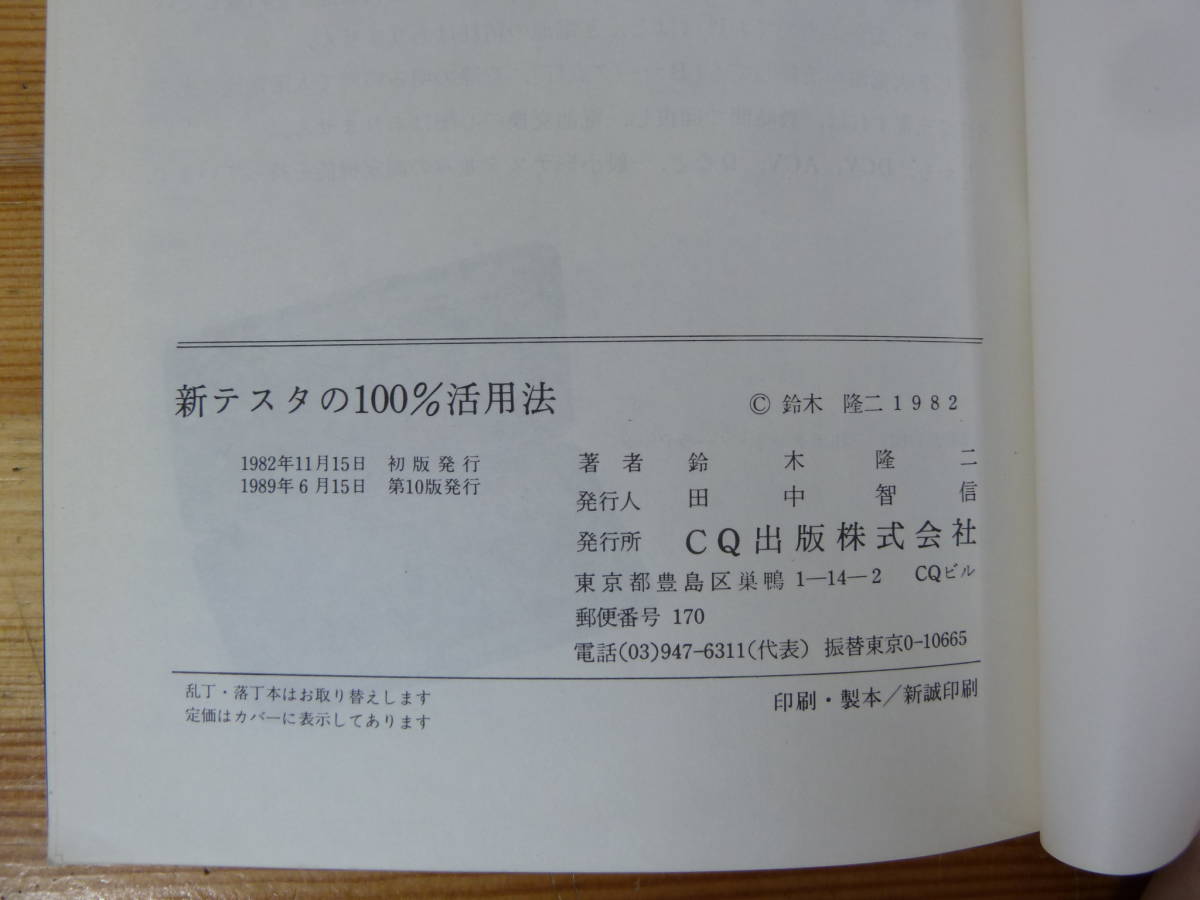 新テスタの100%活用法
© 鈴木 隆二 1982
1982年11月15日 初版発行
1989年6月15日 第10版発行
著者 鈴木隆二
発行人 田中智信
発行所 CQ出版株式会社
東京都豊島区巣鴨 1―14―2 CQビル
郵便番号 170
電話(03)947-6311(代表) 振替東京0-10665
乱丁・落丁本はお取り替えします
定価はカバーに表示してあります
印刷・製本/新誠印刷